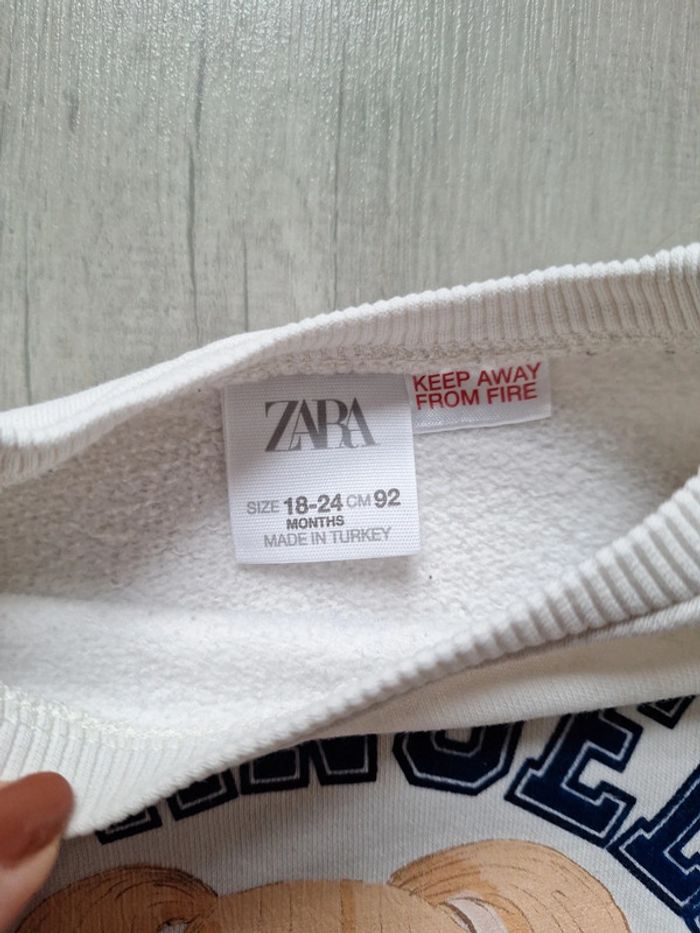 ZARA
KEEP AWAY
FROM FIRE
SIZE 18-24 CM 92
MONTHS
MADE IN TURKEY